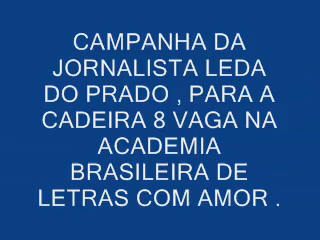 CAMPANHA DA
JORNALISTA LEDA
DO PRADO , PARA A
CADEIRA 8 VAGA NA
ACADEMIA
BRASILEIRA DE
LETRAS COM AMOR .